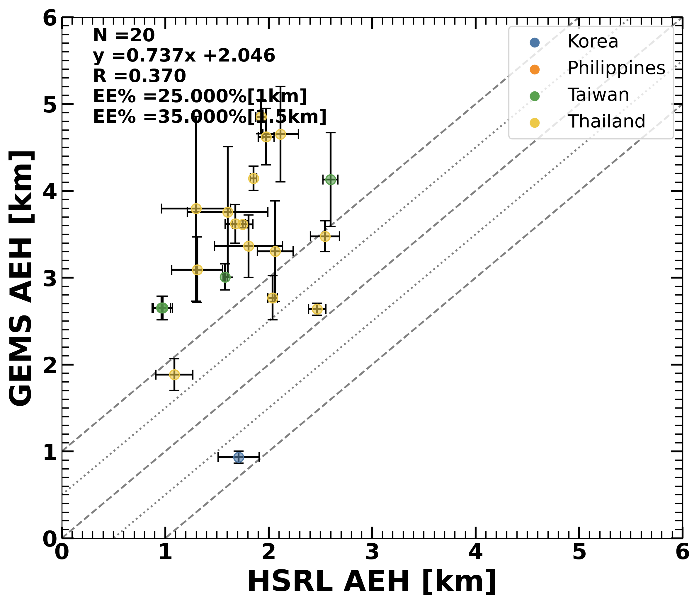 N =20
y =0.737x +2.046
R =0.370
EE% =25.000%[1km]
EE% =35.000%[1.5km]
Korea
Philippines
Taiwan
Thailand
6
5
4
3
2
1
0
GEMS AEH [km]
0 1 2 3 4 5 6
HSRL AEH [km]